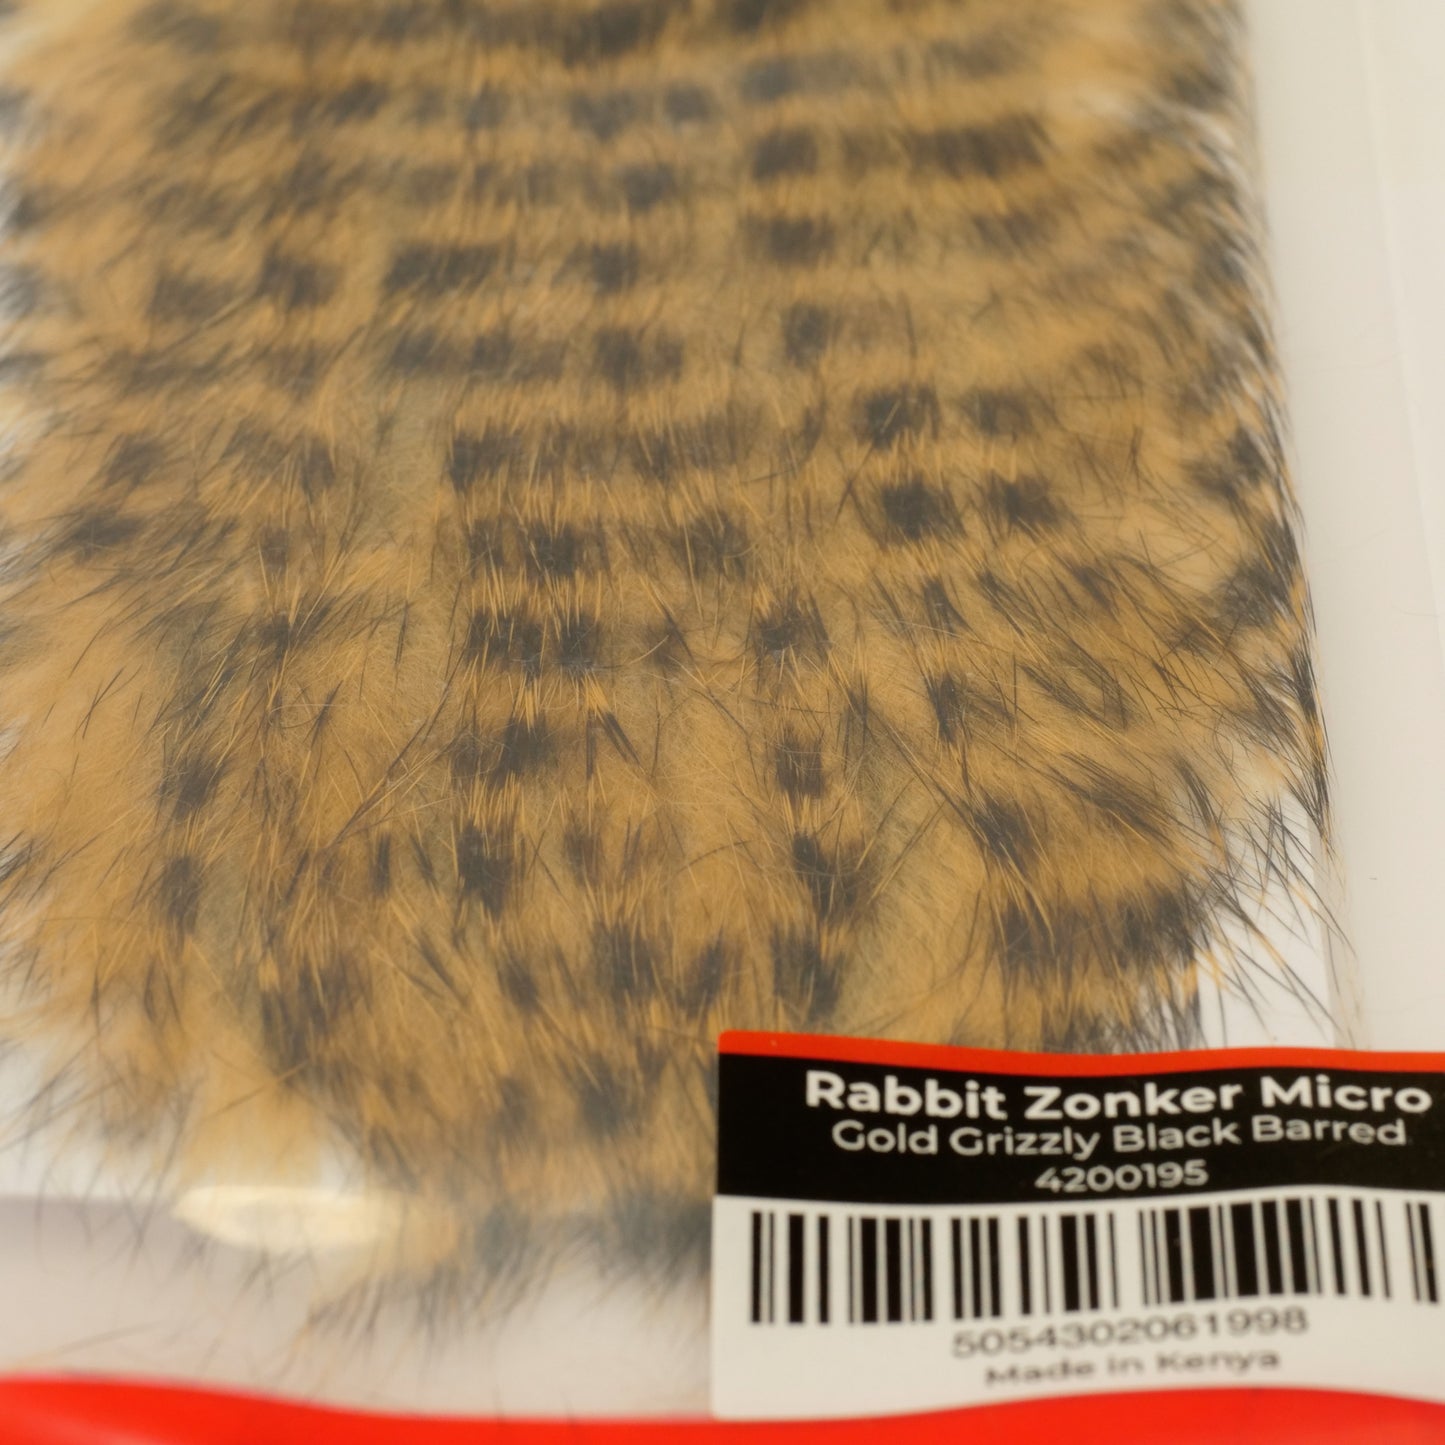 Rabbit Zonker Micro
Gold Grizzly Black Barred
4200195
5054302061998
Made in Kenya